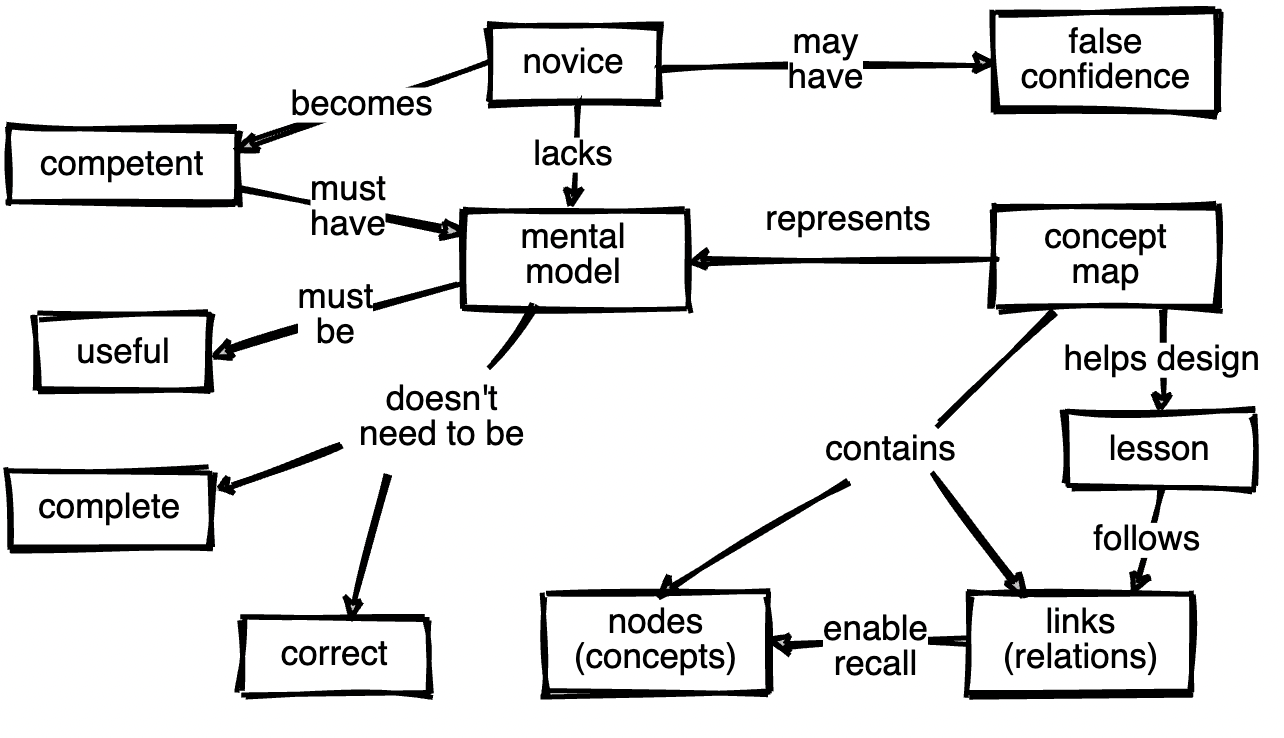 novice
may
have
false
confidence
becomes
competent
lacks
must
have
mental
model
represents
concept
map
must
be
useful
helps design
doesn't
need to be
contains
lesson
complete
follows
correct
nodes
(concepts)
enable
recall
links
(relations)